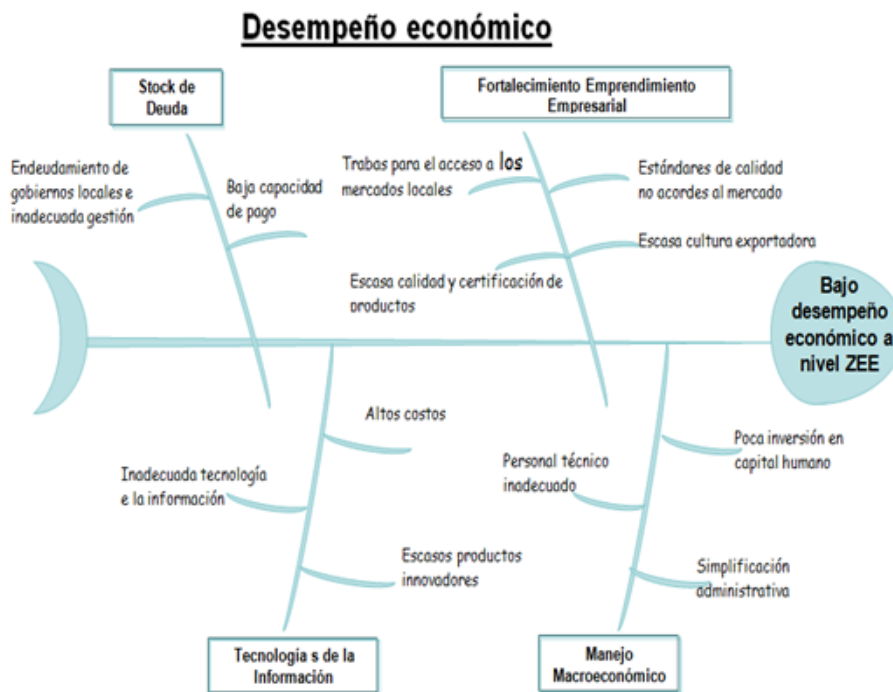 Desempeño económico
Stock de
Deuda
Fortalecimiento Emprendimiento
Empresarial
Endeudamiento de
gobiernos locales e
inadecuada gestión
Baja capacidad
de pago
Trabas para el acceso a los
mercados locales
Estándares de calidad
no acordes al mercado
Escasa calidad y certificación de
productos
Escasa cultura exportadora
Bajo
desempeño
económico a
nivel ZEE
Altos costos
Inadecuada tecnología
e la información
Escasos productos
innovadores
Personal técnico
inadecuado
Poca inversión en
capital humano
Simplificación
administrativa
Tecnología s de la
Información
Manejo
Macroeconómico